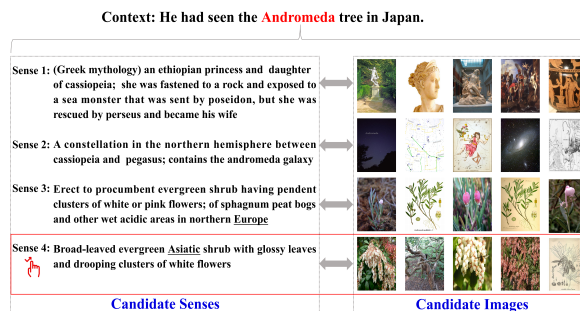 Context: He had seen the Andromeda tree in Japan.
Sense 1: (Greek mythology) an ethiopian princess and daughter
of cassiopeia; she was fastened to a rock and exposed to
a sea monster that was sent by poseidon, but she was
rescued by perseus and became his wife
Sense 2: A constellation in the northern hemisphere between
cassiopeia and pegasus; contains the andromeda galaxy
Sense 3: Erect to procumbent evergreen shrub having pendent
clusters of white or pink flowers; of sphagnum peat bogs
and other wet acidic areas in northern Europe
Sense 4: Broad-leaved evergreen Asiatic shrub with glossy leaves
and drooping clusters of white flowers
Candidate Senses
Candidate Images